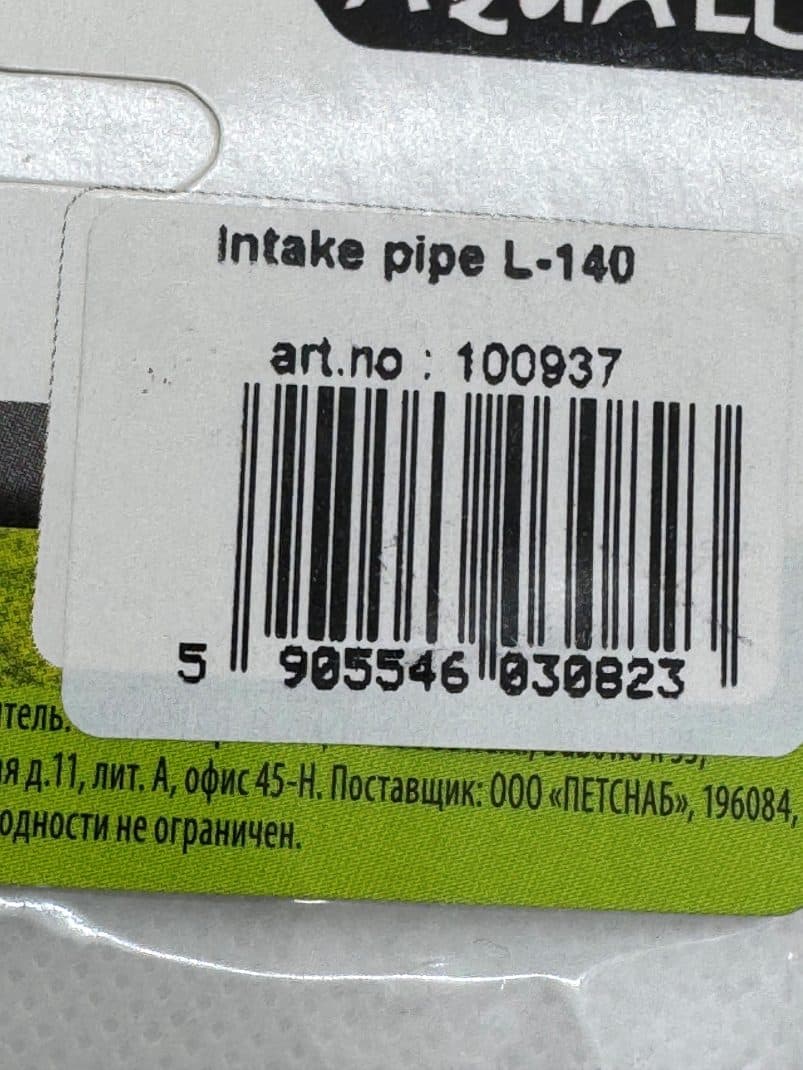 Intake pipe L-140
art.no : 100937
5 905546 030823
я д.11, лит. А, офис 45-Н. Поставщик: ООО «ПЕТСНАБ», 196084,
не ограничен.